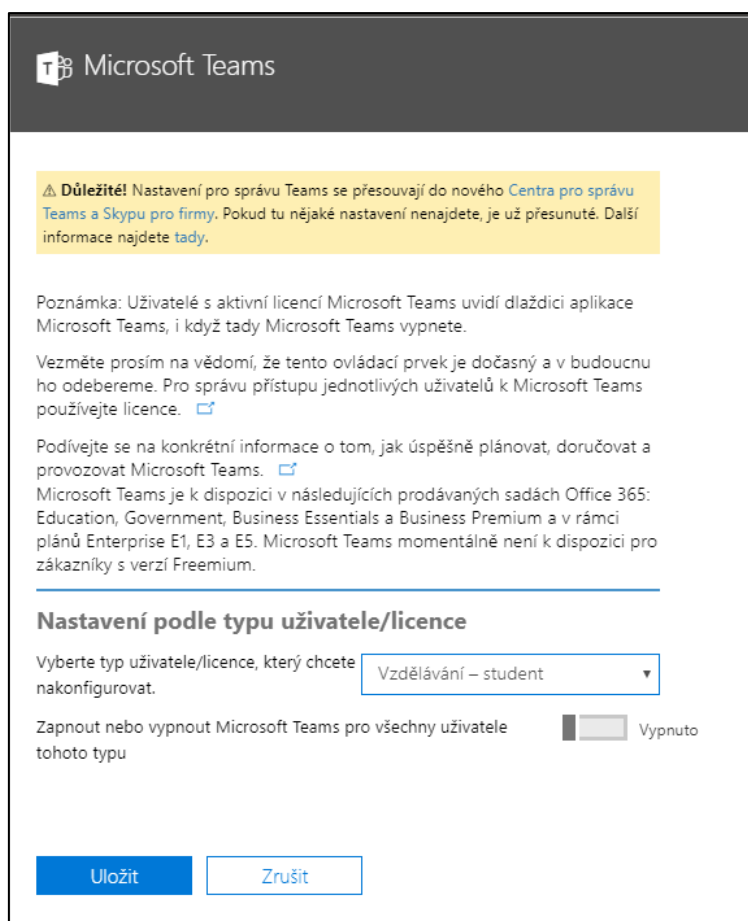 Microsoft Teams
⚠ Důležité! Nastavení pro správu Teams se přesouvají do nového Centra pro správu
Teams a Skypu pro firmy. Pokud tu nějaké nastavení nenajdete, je už přesunuté. Další
informace najdete tady.
Poznámka: Uživatelé s aktivní licencí Microsoft Teams uvidí dlaždici aplikace
Microsoft Teams, i když tady Microsoft Teams vypnete.
Vezměte prosím na vědomí, že tento ovládací prvek je dočasný a v budoucnu
ho odebereme. Pro správu přístupu jednotlivých uživatelů k Microsoft Teams
používejte licence.
Podívejte se na konkrétní informace o tom, jak úspěšně plánovat, doručovat a
provozovat Microsoft Teams.
Microsoft Teams je k dispozici v následujících prodávaných sadách Office 365:
Education, Government, Business Essentials a Business Premium a v rámci
plánů Enterprise E1, E3 a E5. Microsoft Teams momentálně není k dispozici pro
zákazníky s verzí Freemium.
Nastavení podle typu uživatele/licence
Vyberte typ uživatele/licence, který chcete
nakonfigurovat.
Vzdělávání – student
Zapnout nebo vypnout Microsoft Teams pro všechny uživatele
tohoto typu
Vypnuto
Uložit
Zrušit